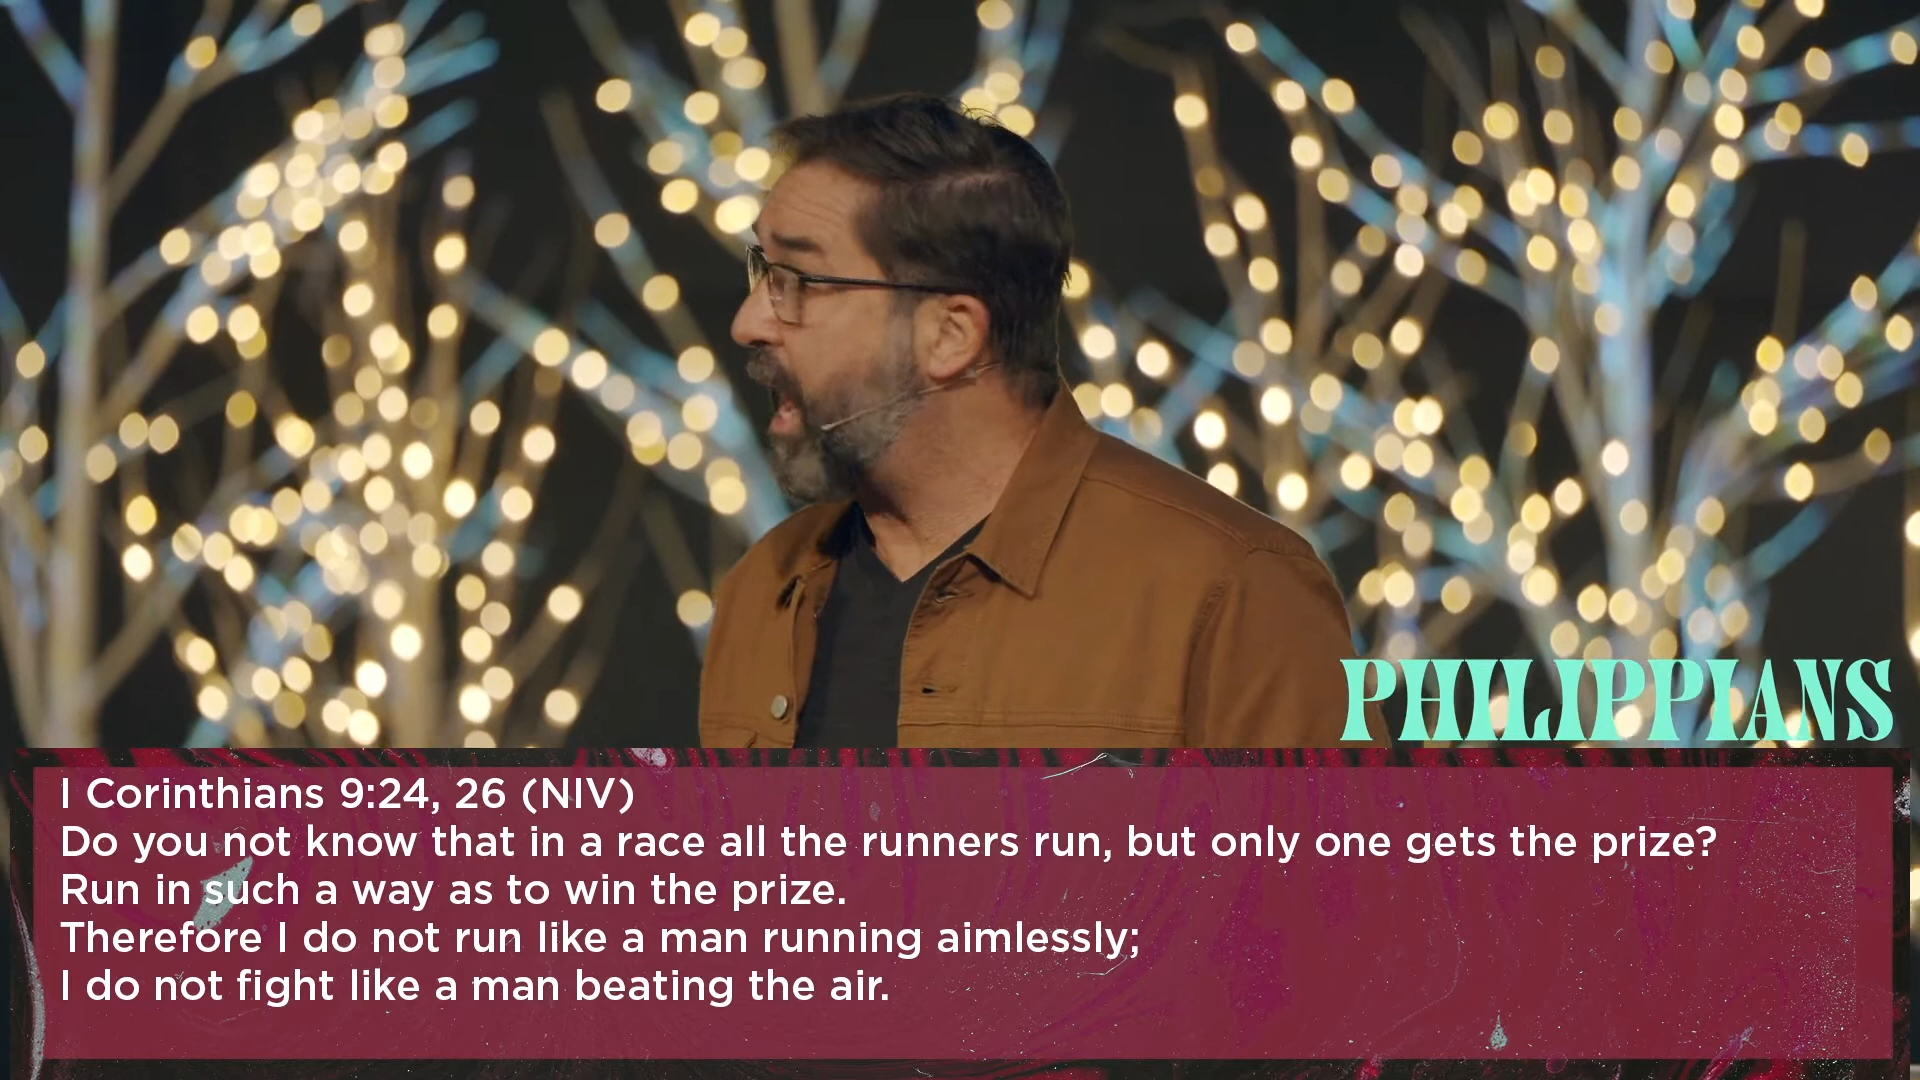 PHILIPPIANS
I Corinthians 9:24, 26 (NIV)
Do you not know that in a race all the runners run, but only one gets the prize?
Run in such a way as to win the prize.
Therefore I do not run like a man running aimlessly;
I do not fight like a man beating the air.